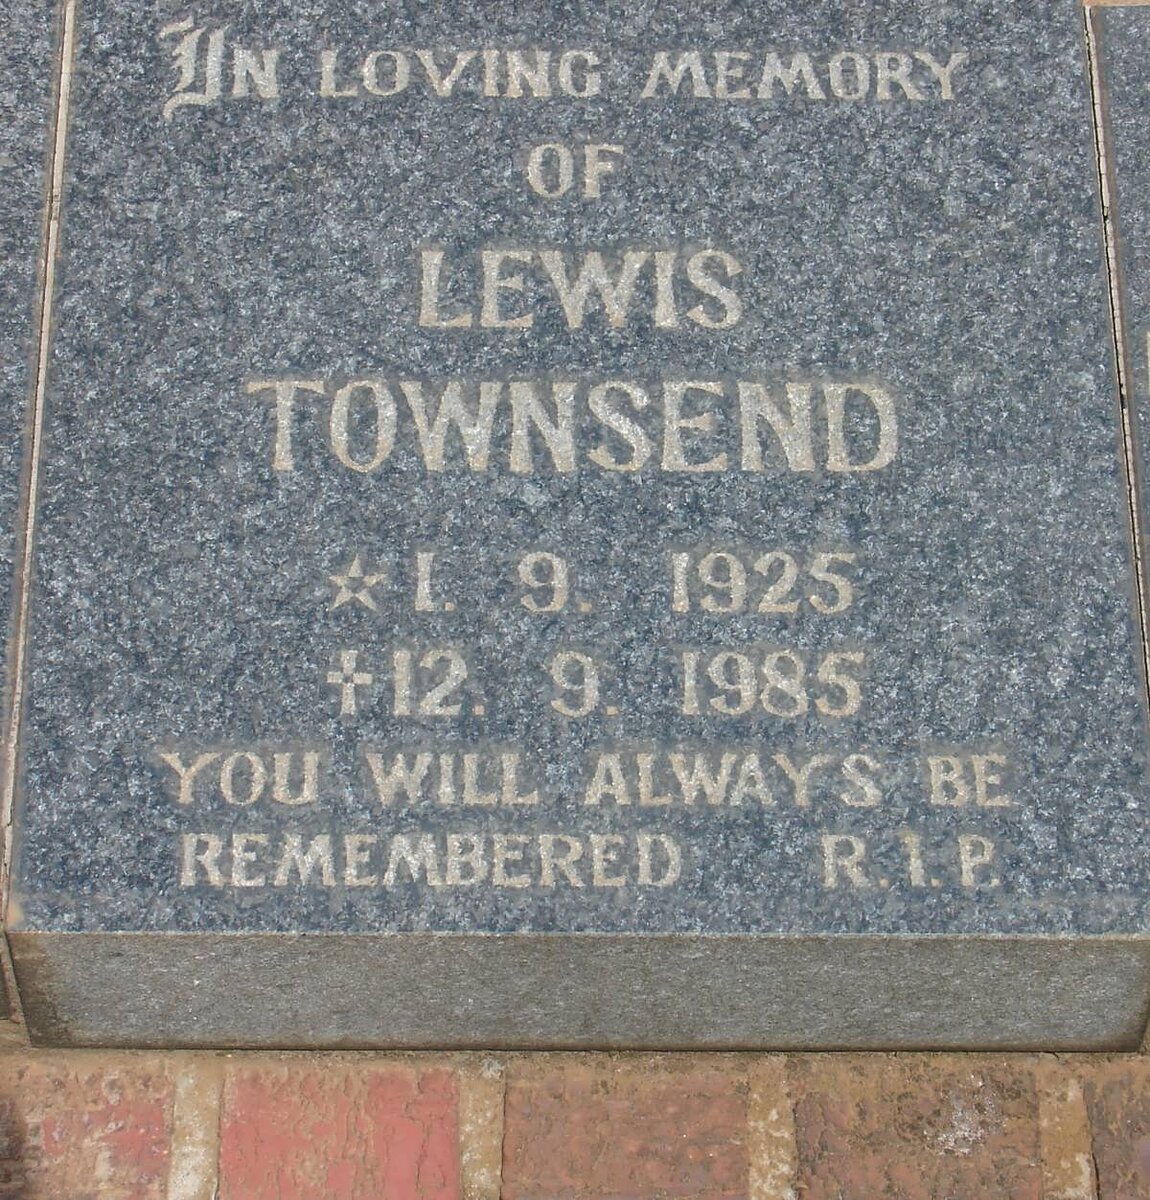 In LOVING MEMORY
OF
LEWIS
TOWNSEND
☆ 1. 9. 1925
✝ 12. 9. 1985
YOU WILL ALWAYS BE
REMEMBERED R.I.P.